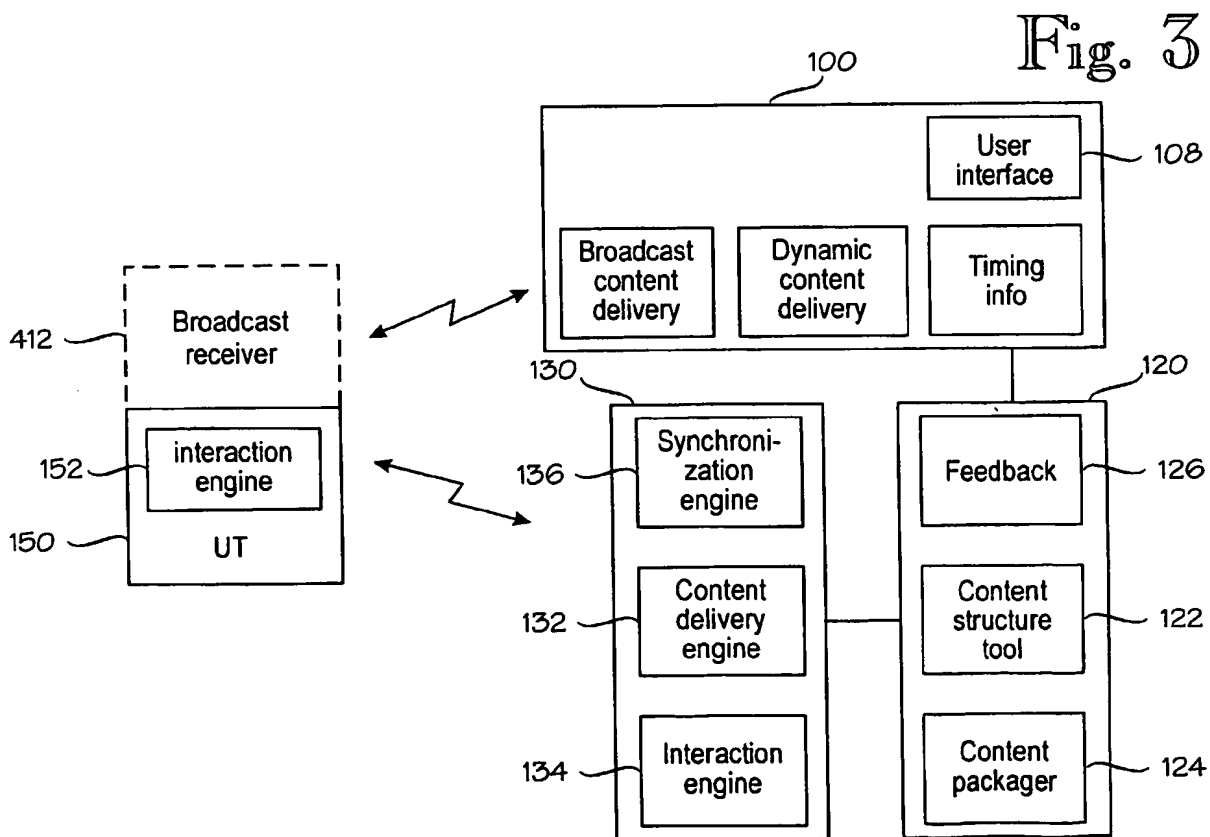 Fig. 3
100
User
interface
108
Broadcast
content
delivery
Dynamic
content
delivery
Timing
info
412
Broadcast
receiver
130
120
152
interaction
engine
136
Synchroni-
zation
engine
Feedback
126
150
UT
132
Content
delivery
engine
Content
structure
tool
122
134
Interaction
engine
Content
packager
124